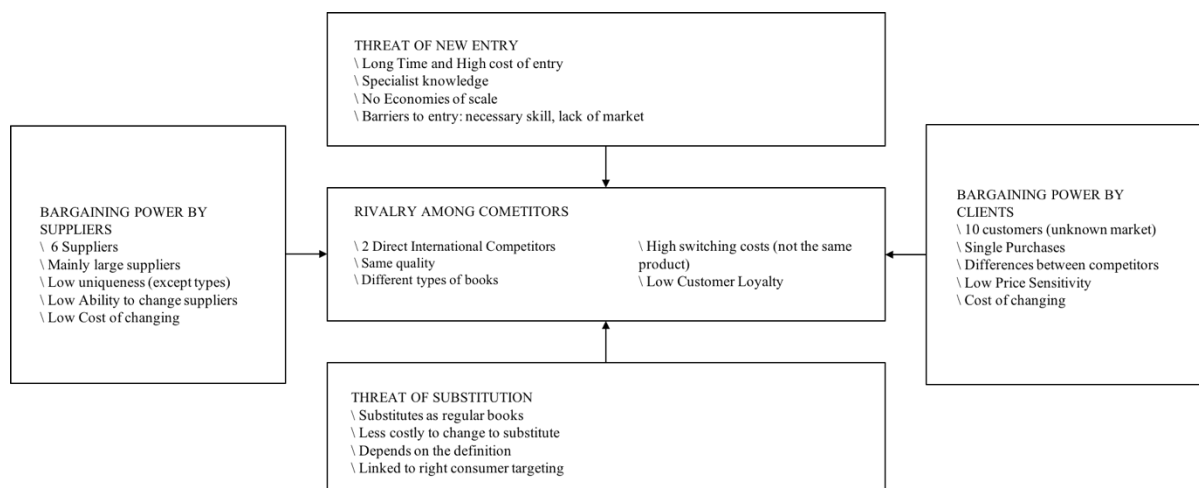 THREAT OF NEW ENTRY
\ Long Time and High cost of entry
\ Specialist knowledge
\ No Economies of scale
\ Barriers to entry: necessary skill, lack of market
BARGAINING POWER BY
SUPPLIERS
\ 6 Suppliers
\ Mainly large suppliers
\ Low uniqueness (except types)
\ Low Ability to change suppliers
\ Low Cost of changing
RIVALRY AMONG COMETITORS
\ 2 Direct International Competitors
\ Same quality
\ Different types of books
\ High switching costs (not the same
product)
\ Low Customer Loyalty
BARGAINING POWER BY
CLIENTS
\ 10 customers (unknown market)
\ Single Purchases
\ Differences between competitors
\ Low Price Sensitivity
\ Cost of changing
THREAT OF SUBSTITUTION
\ Substitutes as regular books
\ Less costly to change to substitute
\ Depends on the definition
\ Linked to right consumer targeting